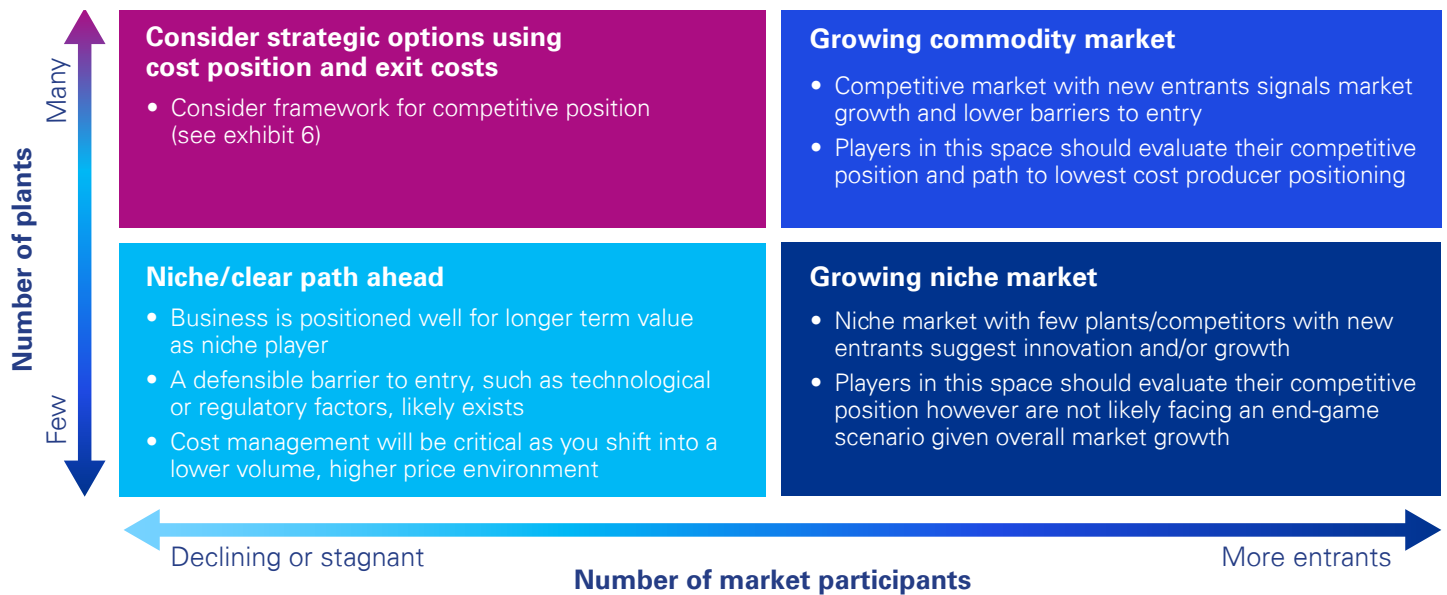 Number of plants
Many
Few
Consider strategic options using
cost position and exit costs
• Consider framework for competitive position
(see exhibit 6)
Growing commodity market
• Competitive market with new entrants signals market
growth and lower barriers to entry
• Players in this space should evaluate their competitive
position and path to lowest cost producer positioning
Niche/clear path ahead
• Business is positioned well for longer term value
as niche player
• A defensible barrier to entry, such as technological
or regulatory factors, likely exists
• Cost management will be critical as you shift into a
lower volume, higher price environment
Growing niche market
• Niche market with few plants/competitors with new
entrants suggest innovation and/or growth
• Players in this space should evaluate their competitive
position however are not likely facing an end-game
scenario given overall market growth
Declining or stagnant
More entrants
Number of market participants